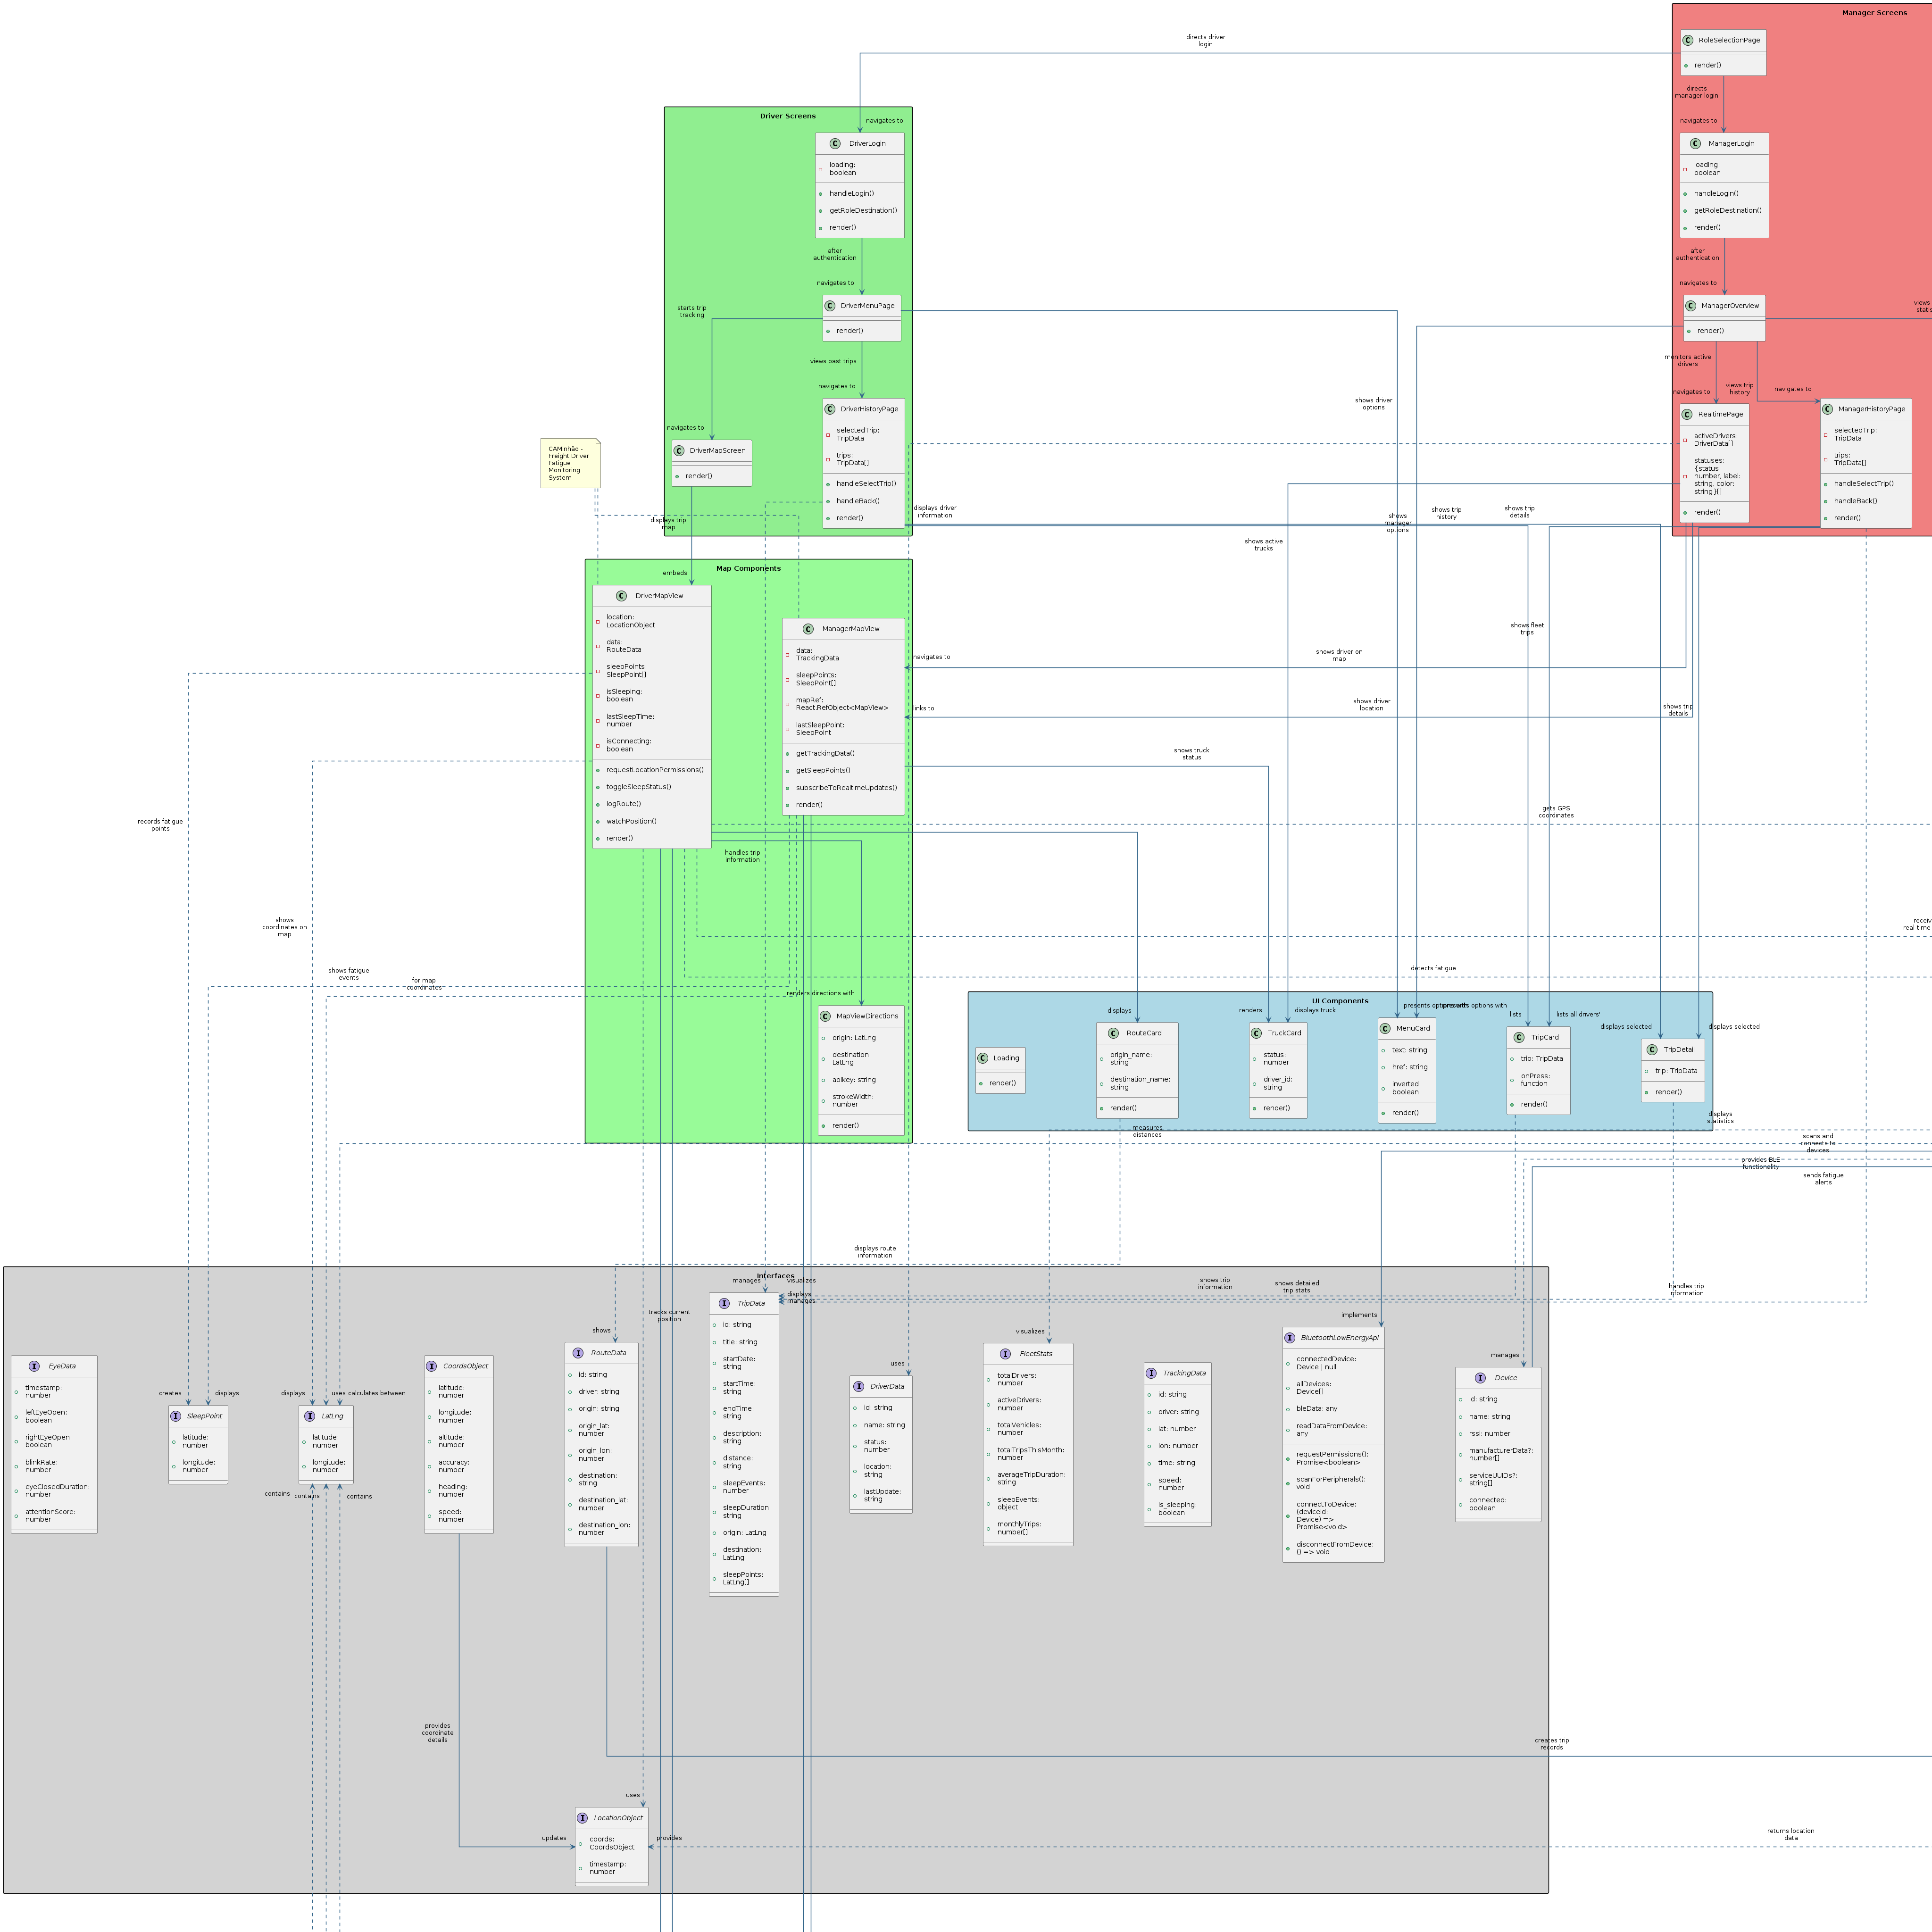 Manager Screens
RoleSelectionPage
render()
directs driver
login
directs
manager login
navigates to
navigates to
Driver Screens
DriverLogin
loading:
boolean
handleLogin()
getRoleDestination()
render()
ManagerLogin
loading:
boolean
handleLogin()
getRoleDestination()
render()
after
authentication
navigates to
after
authentication
navigates to
DriverMenuPage
render()
ManagerOverview
render()
starts trip
tracking
views past trips
navigates to
navigates to
monitors active
drivers
navigates to
views trip
history
navigates to
shows driver
options
DriverHistoryPage
selectedTrip:
TripData
trips:
TripData[]
handleSelectTrip()
handleBack()
render()
DriverMapScreen
render()
RealtimePage
activeDrivers:
DriverData[]
statuses:
{status:
number, label:
string, color:
string}[]
render()
ManagerHistoryPage
selectedTrip:
TripData
trips:
TripData[]
handleSelectTrip()
handleBack()
render()
CAMinhão -
Freight Driver
Fatigue
Monitoring
System
displays trip
map
embeds
displays driver
information
shows active
trucks
shows
manager
options
shows trip
history
shows trip
details
Map Components
DriverMapView
location:
LocationObject
data:
RouteData
sleepPoints:
SleepPoint[]
isSleeping:
boolean
lastSleepTime:
number
isConnecting:
boolean
requestLocationPermissions()
toggleSleepStatus()
logRoute()
watchPosition()
render()
ManagerMapView
data:
TrackingData
sleepPoints:
SleepPoint[]
mapRef:
React.RefObject<MapView>
lastSleepPoint:
SleepPoint
getTrackingData()
getSleepPoints()
subscribeToRealtimeUpdates()
render()
navigates to
links to
shows driver on
map
shows driver
location
shows fleet
trips
shows trip
details
shows truck
status
gets GPS
coordinates
records fatigue
points
handles trip
information
shows
coordinates on
map
shows fatigue
events
for map
coordinates
renders directions with
detects fatigue
MapViewDirections
origin: LatLng
destination:
LatLng
apikey: string
strokeWidth:
number
render()
UI Components
displays
renders
displays truck
presents options with
lists
lists all drivers'
displays selected
displays selected
Loading
render()
RouteCard
origin_name:
string
destination_name:
string
render()
TruckCard
status:
number
driver_id:
string
render()
MenuCard
text: string
href: string
inverted:
boolean
render()
TripCard
trip: TripData
onPress:
function
render()
TripDetail
trip: TripData
render()
measures
distances
displays
statistics
scans and
connects to
devices
provides BLE
functionality
sends fatigue
alerts
displays route
information
Interfaces
manages
visualizes
displays
manages
shows trip
information
shows detailed
trip stats
handles trip
information
tracks current
position
shows
uses
visualizes
implements
manages
creates
displays
displays
uses
calculates between
EyeData
timestamp:
number
leftEyeOpen:
boolean
rightEyeOpen:
boolean
blinkRate:
number
eyeClosedDuration:
number
attentionScore:
number
SleepPoint
latitude:
number
longitude:
number
LatLng
latitude:
number
longitude:
number
contains
contains
contains
CoordsObject
latitude:
number
longitude:
number
altitude:
number
accuracy:
number
heading:
number
speed:
number
RouteData
id: string
driver: string
origin: string
origin_lat:
number
origin_lon:
number
destination:
string
destination_lat:
number
destination_lon:
number
TripData
id: string
title: string
startDate:
string
startTime:
string
endTime:
string
description:
string
distance:
string
sleepEvents:
number
sleepDuration:
string
origin: LatLng
destination:
LatLng
sleepPoints:
LatLng[]
DriverData
id: string
name: string
status:
number
location:
string
lastUpdate:
string
FleetStats
totalDrivers:
number
activeDrivers:
number
totalVehicles:
number
totalTripsThisMonth:
number
averageTripDuration:
string
sleepEvents:
object
monthlyTrips:
number[]
TrackingData
id: string
driver: string
lat: number
lon: number
time: string
speed:
number
is_sleeping:
boolean
BluetoothLowEnergyApi
connectedDevice:
Device | null
allDevices:
Device[]
bleData: any
readDataFromDevice:
any
requestPermissions():
Promise<boolean>
scanForPeripherals():
void
connectToDevice:
(deviceId:
Device) =>
Promise<void>
disconnectFromDevice:
() => void
Device
id: string
name: string
rssi: number
manufacturerData?:
number[]
serviceUUIDs?:
string[]
connected:
boolean
provides
coordinate
details
creates trip
records
uses
updates
provides
returns location
data
LocationObject
coords:
CoordsObject
timestamp:
number